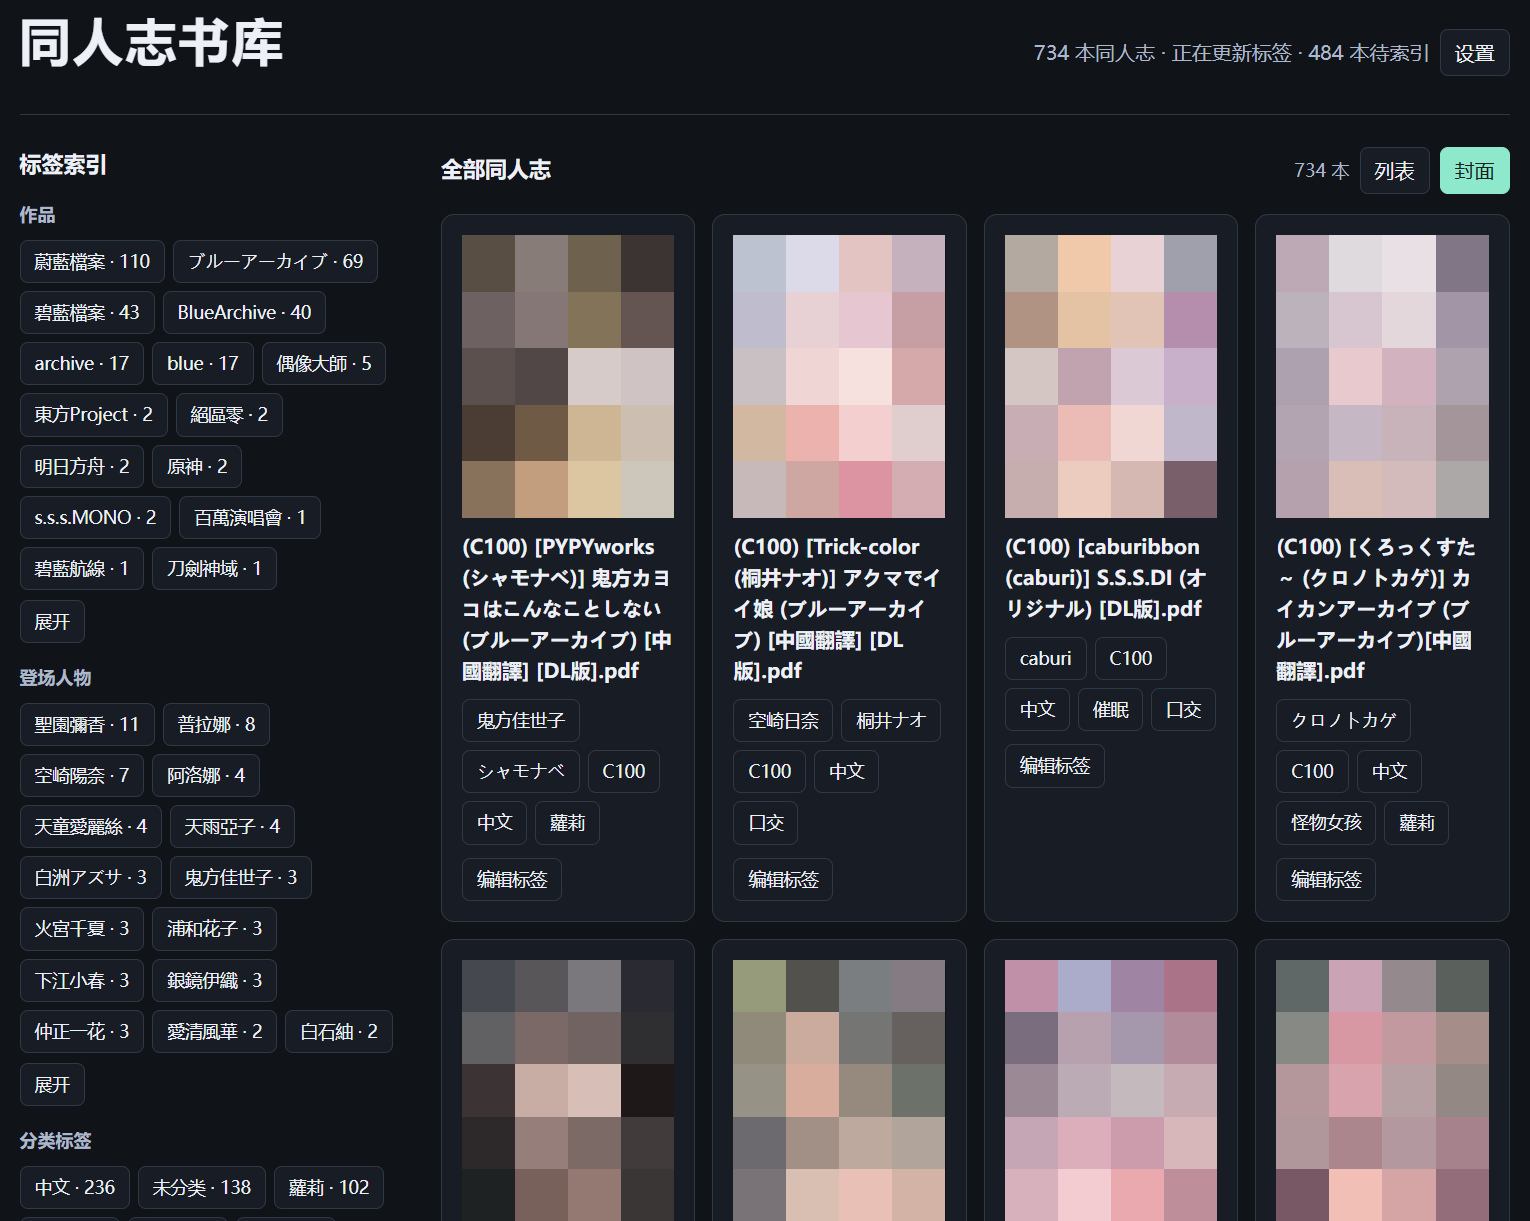 同人志书库
734 本同人志 · 正在更新标签 · 484 本待索引
设置
标签索引
作品
蔚藍檔案 · 110
ブルーアーカイブ · 69
碧藍檔案 · 43
BlueArchive · 40
archive · 17
blue · 17
偶像大師 · 5
東方Project · 2
絕區零 · 2
明日方舟 · 2
原神 · 2
s.s.s.MONO · 2
百萬演唱會 · 1
碧藍航線 · 1
刀劍神域 · 1
展开
登场人物
聖園彌香 · 11
普拉娜 · 8
空崎陽奈 · 7
阿洛娜 · 4
天童愛麗絲 · 4
天雨亞子 · 4
白洲アズサ · 3
鬼方佳世子 · 3
火宮千夏 · 3
浦和花子 · 3
下江小春 · 3
銀鏡伊織 · 3
仲正一花 · 3
愛清風華 · 2
白石紬 · 2
展开
分类标签
中文 · 236
未分类 · 138
蘿莉 · 102
全部同人志
734 本
列表
封面
(C100) [PYPYworks
(シャモナベ)] 鬼方カヨ
コはこんなことしない
(ブルーアーカイブ) [中
國翻譯] [DL版].pdf
鬼方佳世子
シャモナベ
C100
中文
蘿莉
编辑标签
(C100) [Trick-color
(桐井ナオ)] アクマでイ
イ娘 (ブルーアーカイ
ブ) [中國翻譯] [DL
版].pdf
空崎日奈
桐井ナオ
C100
中文
口交
编辑标签
(C100) [caburibbon
(caburi)] S.S.S.DI (オ
リジナル) [DL版].pdf
caburi
C100
中文
催眠
口交
编辑标签
(C100) [くろっくすた
~ (クロノトカゲ)] カ
イカンアーカイブ (ブ
ルーアーカイブ)[中國
翻譯].pdf
クロノトカゲ
C100
中文
怪物女孩
蘿莉
编辑标签